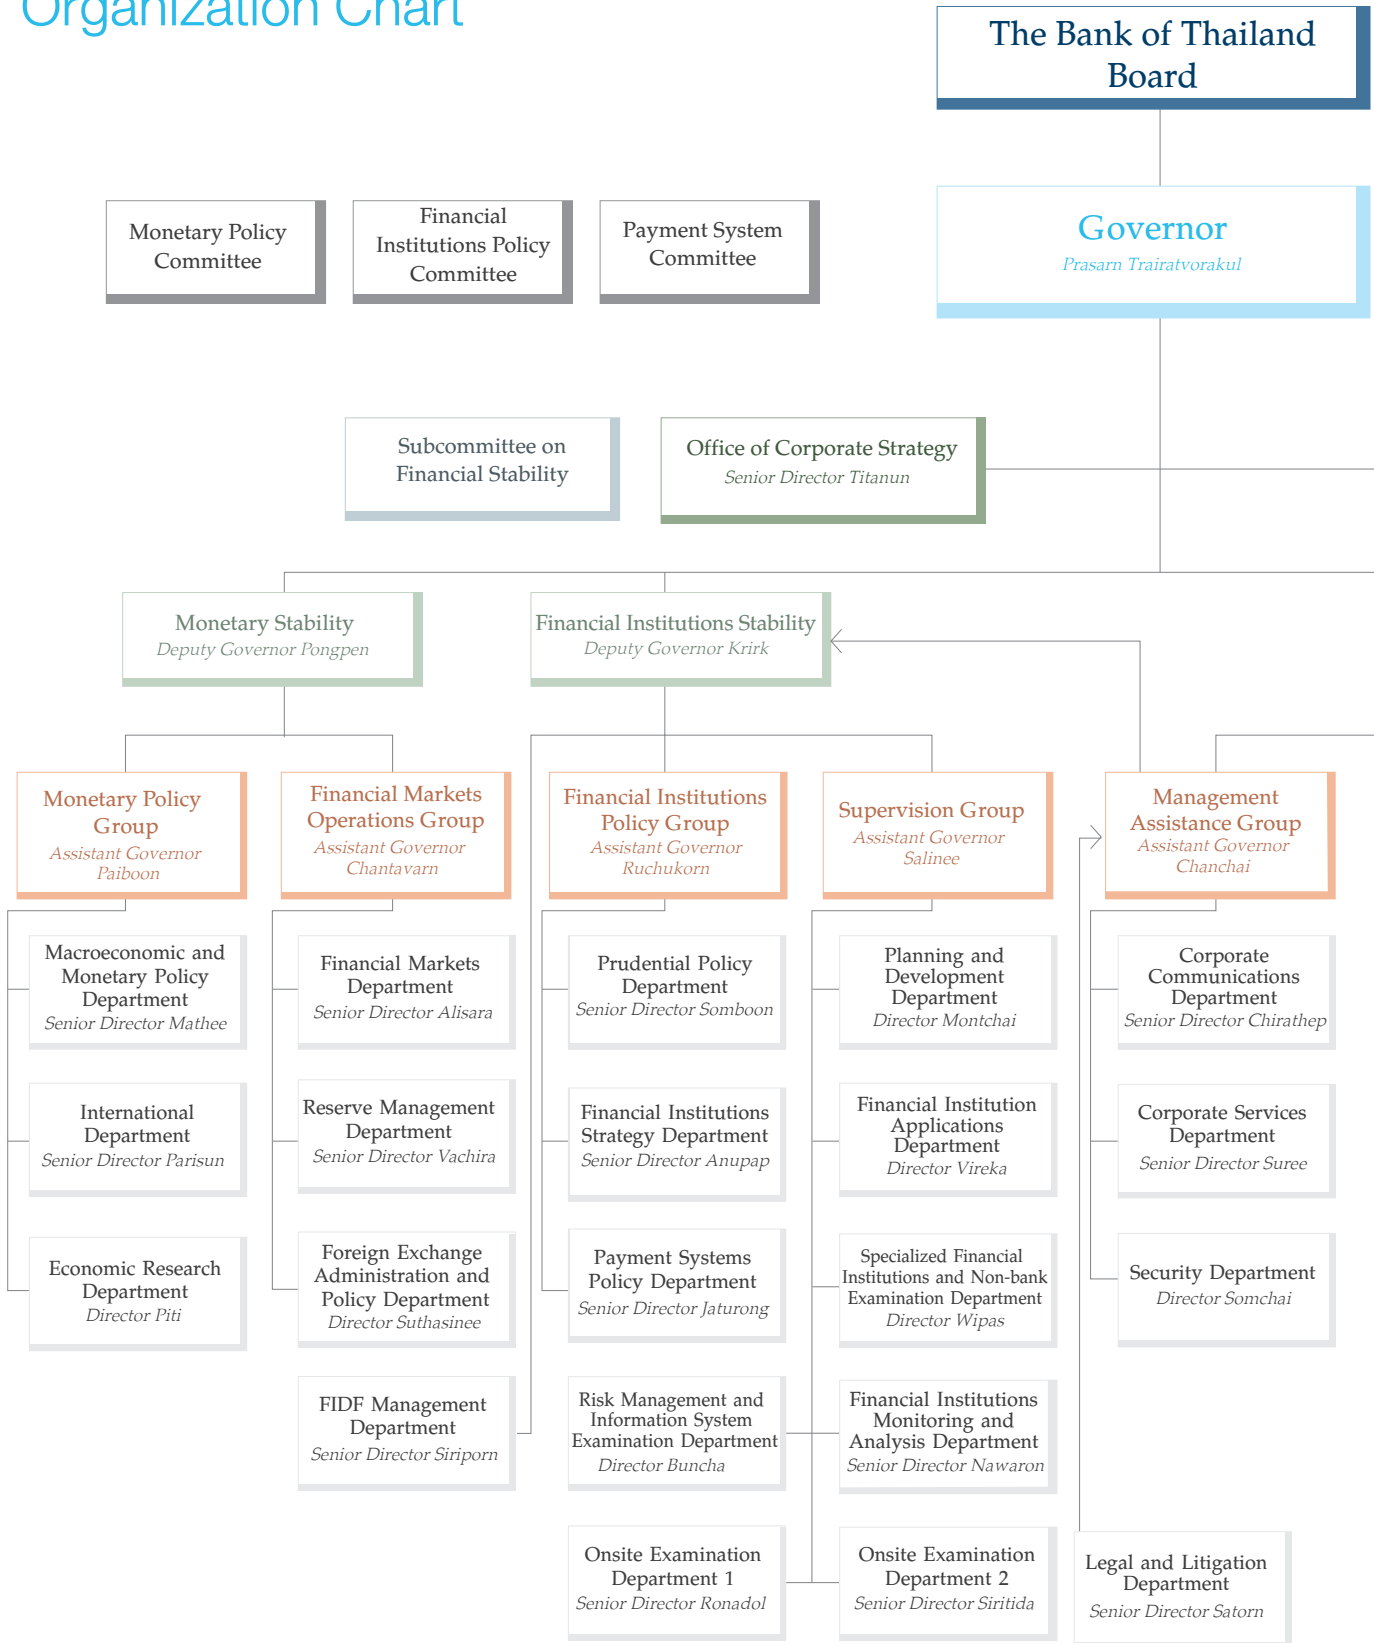 Organization Chart
The Bank of Thailand
Board
Governor
Prasarn Trairatvorakul
Monetary Policy
Committee
Financial
Institutions Policy
Committee
Payment System
Committee
Subcommittee on
Financial Stability
Office of Corporate Strategy
Senior Director Titanun
Monetary Stability
Deputy Governor Pongpen
Financial Institutions Stability
Deputy Governor Krirk
Monetary Policy
Group
Assistant Governor
Paiboon
Financial Markets
Operations Group
Assistant Governor
Chantavarn
Financial Institutions
Policy Group
Assistant Governor
Ruchukorn
Supervision Group
Assistant Governor
Salinee
Management
Assistance Group
Assistant Governor
Chanchai
Macroeconomic and
Monetary Policy
Department
Senior Director Mathee
Financial Markets
Department
Senior Director Alisara
Prudential Policy
Department
Senior Director Somboon
Planning and
Development
Department
Director Montchai
Corporate
Communications
Department
Senior Director Chirathep
International
Department
Senior Director Parisun
Reserve Management
Department
Senior Director Vachira
Financial Institutions
Strategy Department
Senior Director Anupap
Financial Institution
Applications
Department
Director Vireka
Corporate Services
Department
Senior Director Suree
Economic Research
Department
Director Piti
Foreign Exchange
Administration and
Policy Department
Director Suthasinee
Payment Systems
Policy Department
Senior Director Jaturong
Specialized Financial
Institutions and Non-bank
Examination Department
Director Wipas
Security Department
Director Somchai
FIDF Management
Department
Senior Director Siriporn
Risk Management and
Information System
Examination Department
Director Buncha
Financial Institutions
Monitoring and
Analysis Department
Senior Director Nawaron
Onsite Examination
Department 1
Senior Director Ronadol
Onsite Examination
Department 2
Senior Director Siritida
Legal and Litigation
Department
Senior Director Satorn